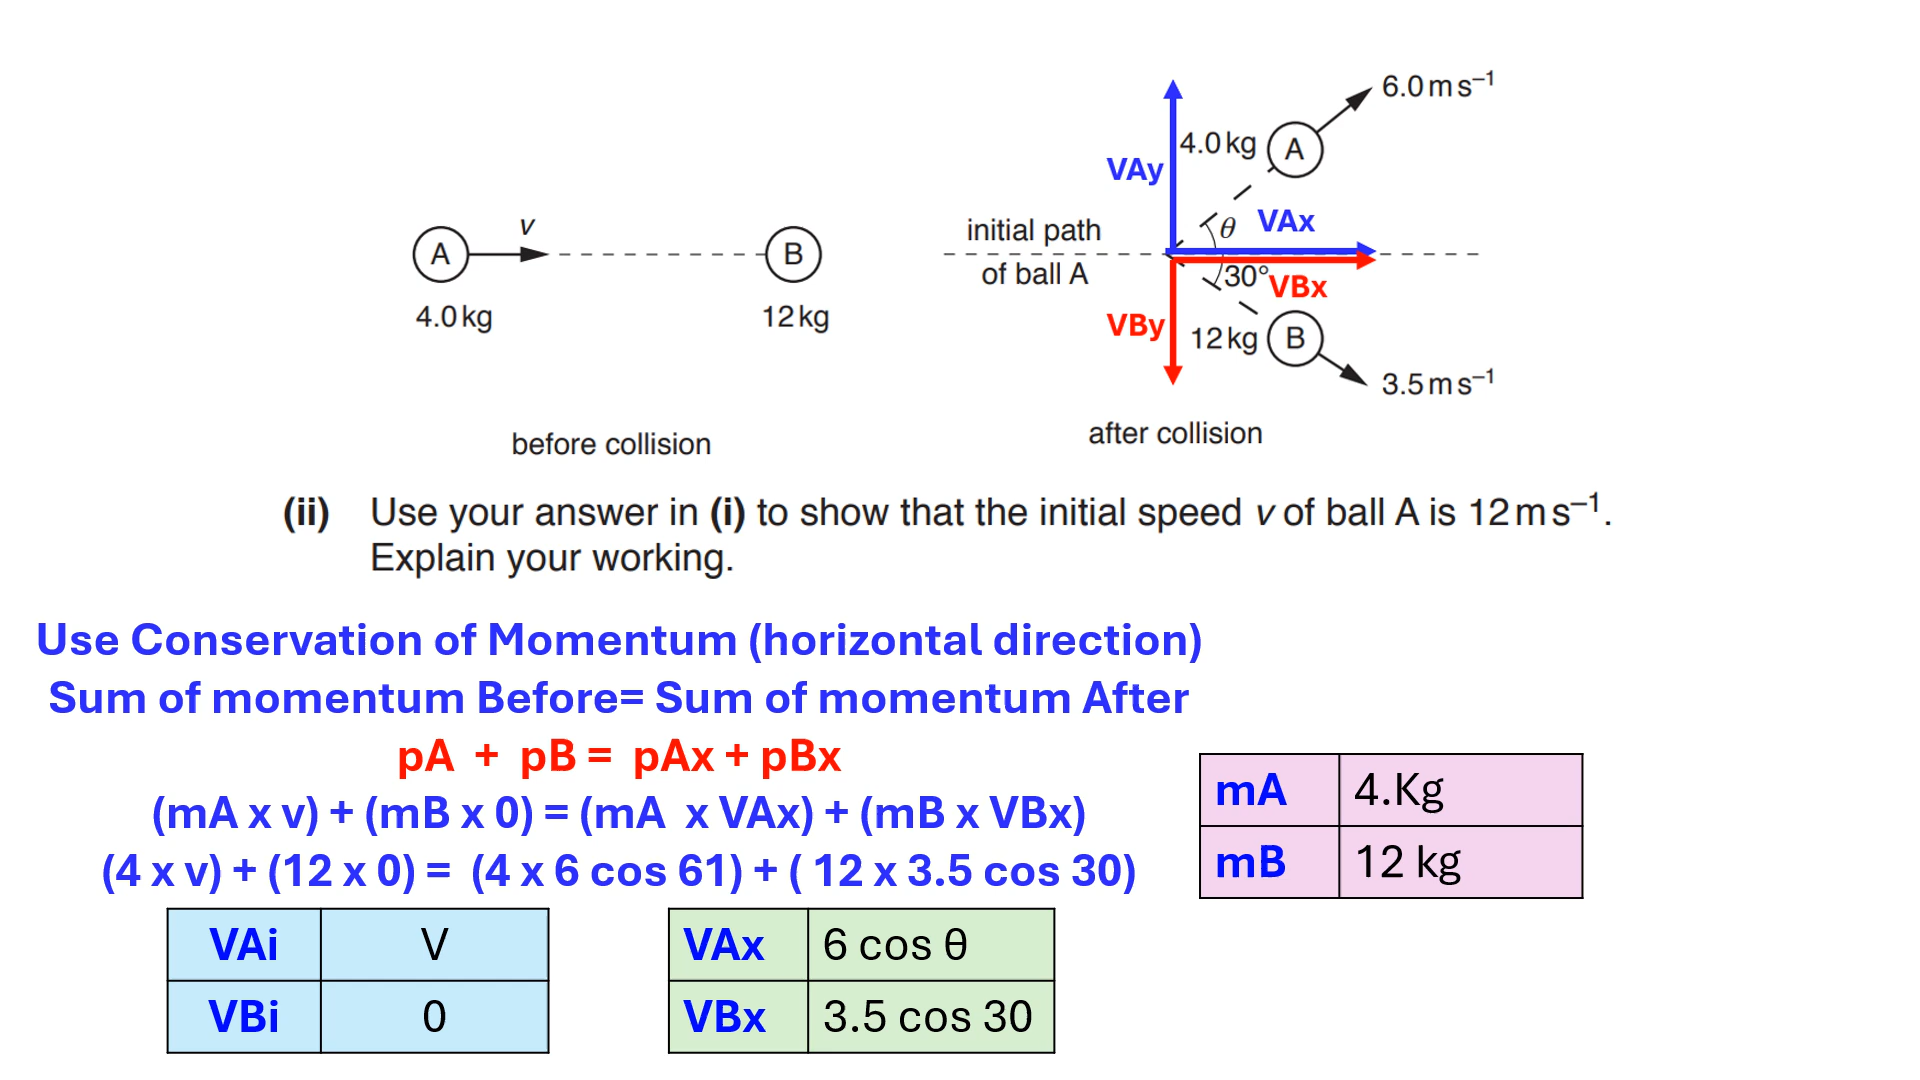 6.0 m s⁻¹
4.0 kg
A
VAy
v
initial path
θ
VAx
A
B
of ball A
30°
VBx
4.0 kg
12 kg
VBy
12 kg
B
3.5 m s⁻¹
before collision
after collision
(ii) Use your answer in (i) to show that the initial speed v of ball A is 12 m s⁻¹.
Explain your working.
Use Conservation of Momentum (horizontal direction)
Sum of momentum Before= Sum of momentum After
pA + pB = pAx + pBx
(mA x v) + (mB x 0) = (mA x VAx) + (mB x VBx)
(4 x v) + (12 x 0) = (4 x 6 cos 61) + ( 12 x 3.5 cos 30)
mA 4.Kg
mB 12 kg
VAi V
VBi 0
VAx 6 cos θ
VBx 3.5 cos 30